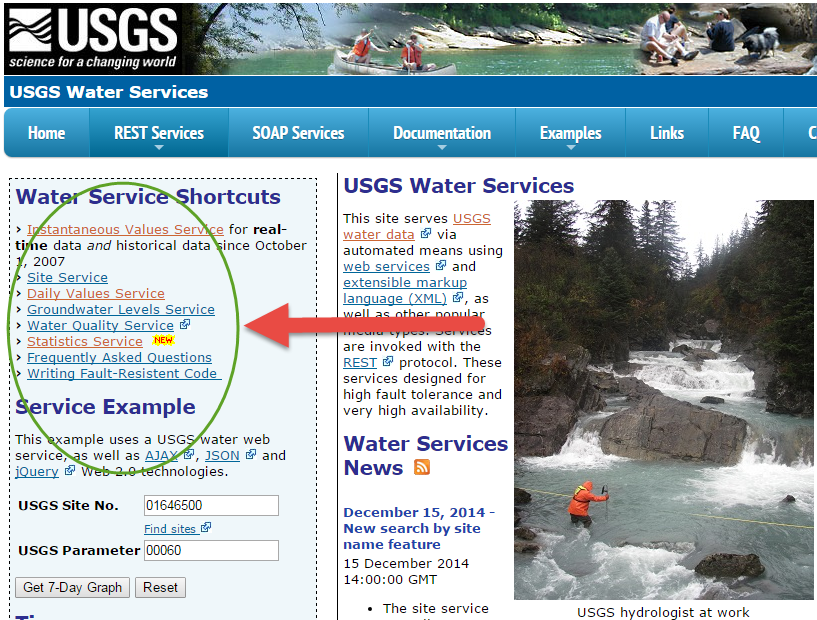 USGS
science for a changing world
USGS Water Services
Home
REST Services
SOAP Services
Documentation
Examples
Links
FAQ
C
Water Service Shortcuts
› Instantaneous Values Service for real-
time data and historical data since October
1, 2007
› Site Service
› Daily Values Service
› Groundwater Levels Service
› Water Quality Service
› Statistics Service NEW
› Frequently Asked Questions
› Writing Fault-Resistent Code
Service Example
This example uses a USGS water web
service, as well as AJAX, JSON and
jQuery Web 2.0 technologies.
USGS Site No. 01646500
Find sites
USGS Parameter 00060
Get 7-Day Graph Reset
USGS Water Services
This site serves USGS
water data via
automated means using
web services and
extensible markup
language (XML), as
well as other popular
media types. Services
are invoked with the
REST protocol. These
services designed for
high fault tolerance and
very high availability.
Water Services
News
December 15, 2014 -
New search by site
name feature
15 December 2014
14:00:00 GMT
• The site service
USGS hydrologist at work